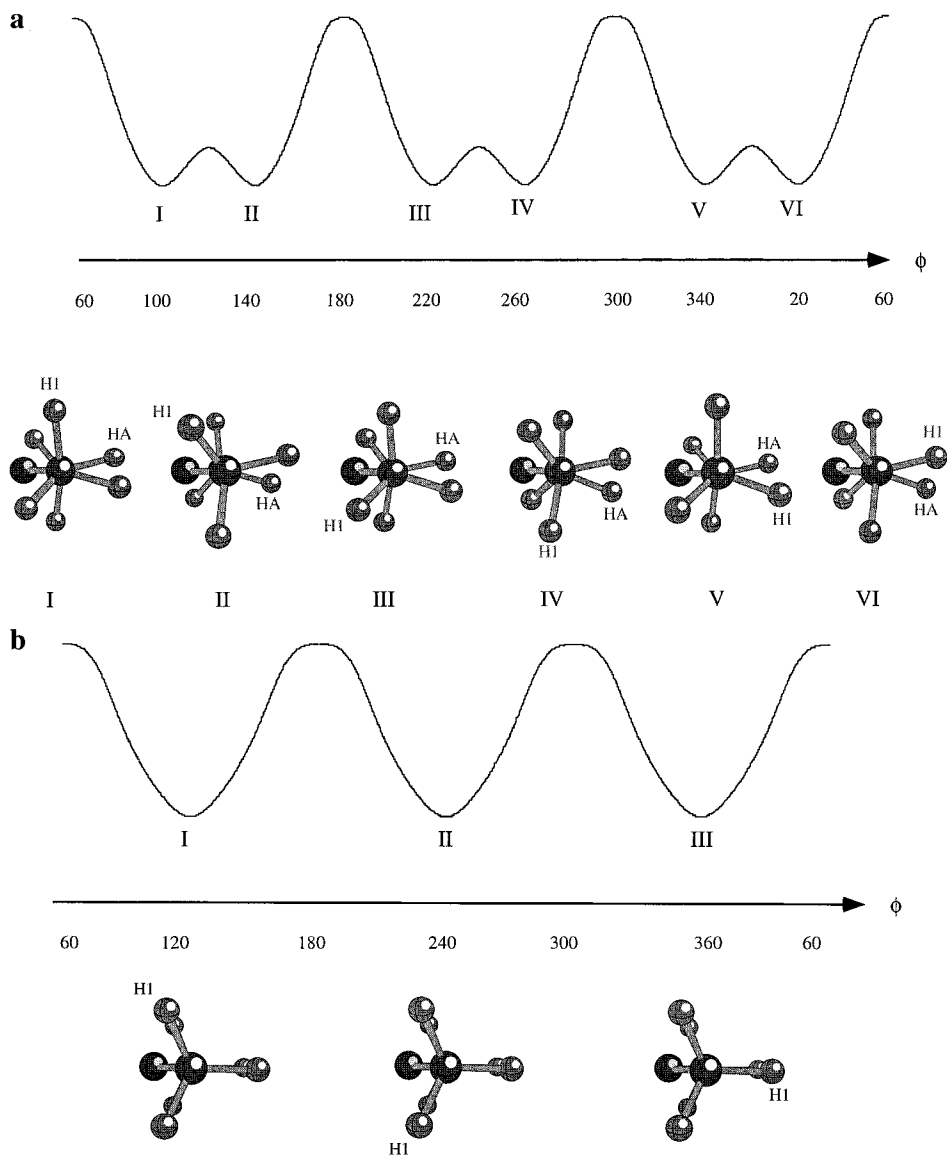 a
I II III IV V VI
ϕ
60 100 140 180 220 260 300 340 20 60
H1 HA
H1 HA
HA H1
HA H1
HA H1
H1 HA
I II III IV V VI
b
I II III
ϕ
60 120 180 240 300 360 60
H1
H1
H1